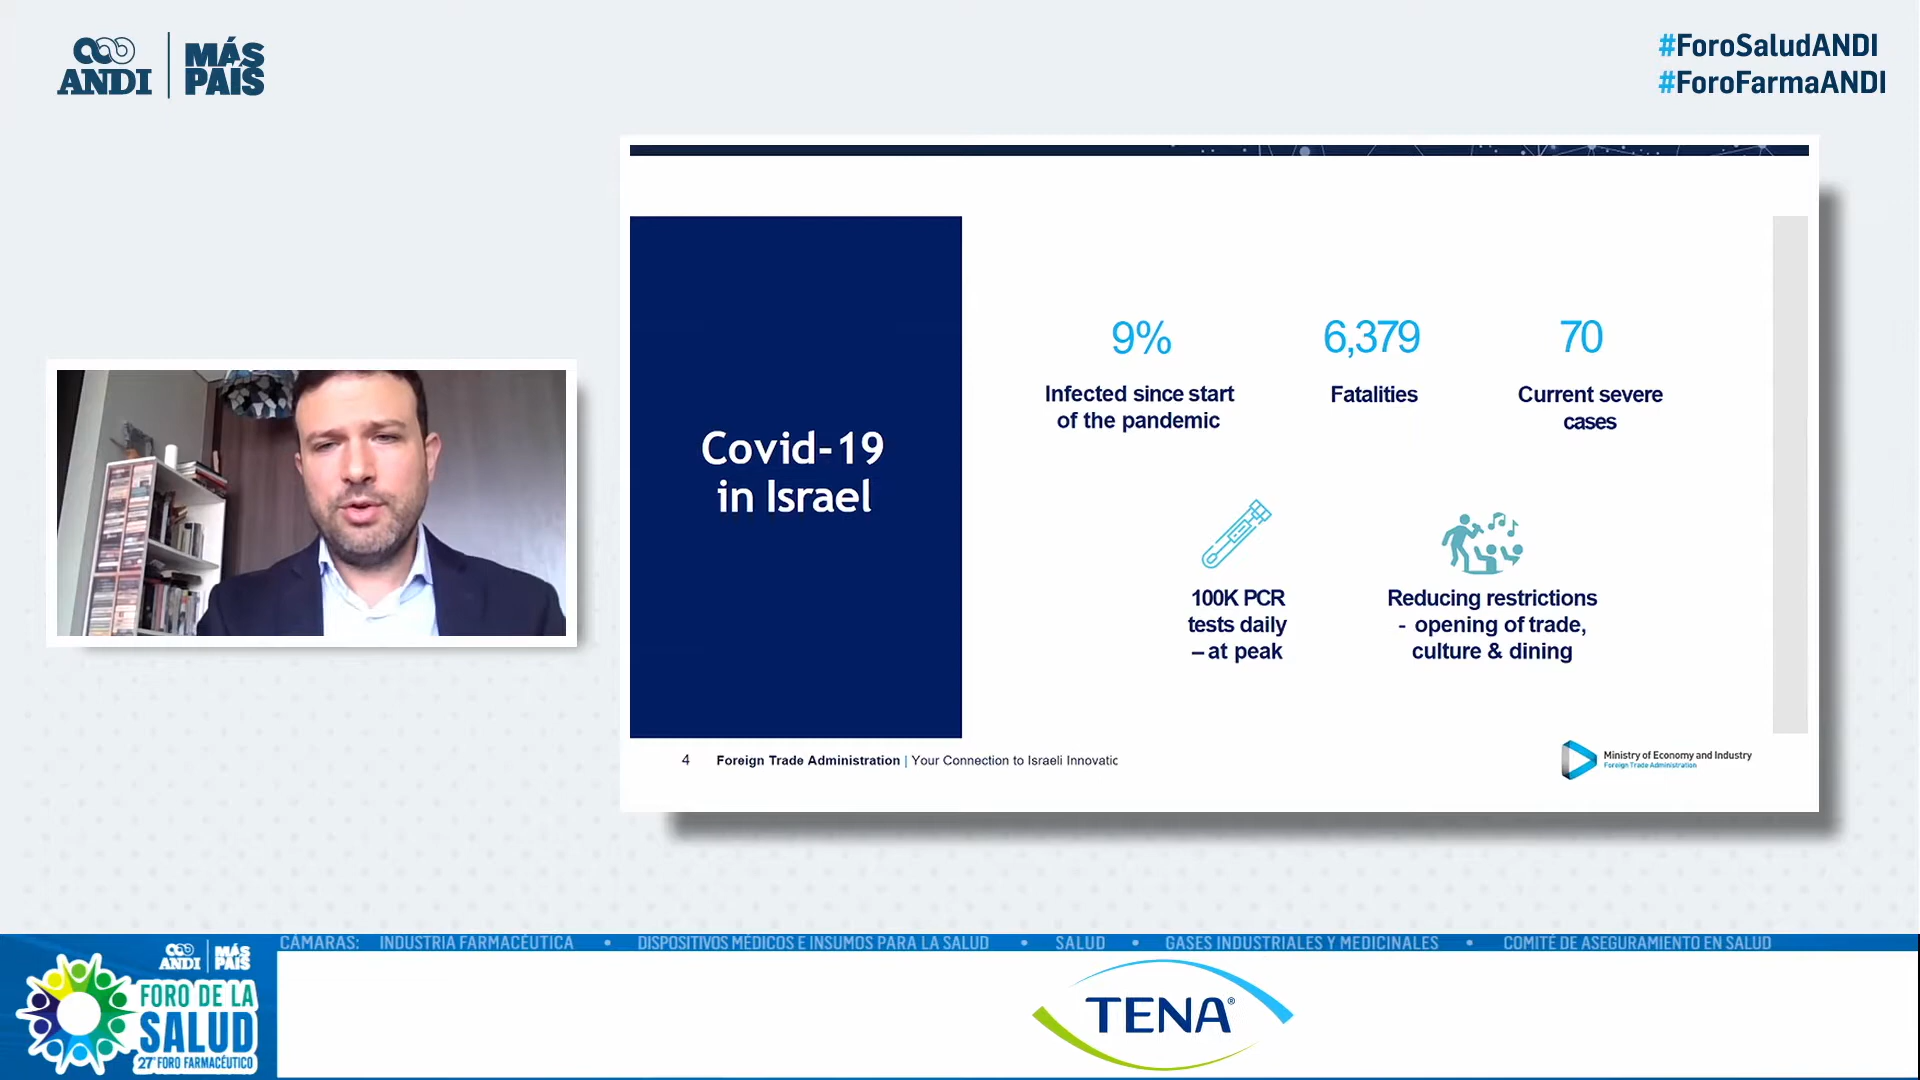 ANDI
MÁS
PAÍS
#ForoSaludANDI
#ForoFarmaANDI
Covid-19
in Israel
9%
Infected since start
of the pandemic
6,379
Fatalities
70
Current severe
cases
100K PCR
tests daily
– at peak
Reducing restrictions
- opening of trade,
culture & dining
4 Foreign Trade Administration | Your Connection to Israeli Innovatic
Ministry of Economy and Industry
Foreign Trade Administration
CÁMARAS: INDUSTRIA FARMACÉUTICA • DISPOSITIVOS MÉDICOS E INSUMOS PARA LA SALUD • SALUD • GASES INDUSTRIALES Y MEDICINALES • COMITÉ DE ASEGURAMIENTO EN SALUD
ANDI
MÁS
PAÍS
FORO DE LA
SALUD
27° FORO FARMACÉUTICO
TENA®